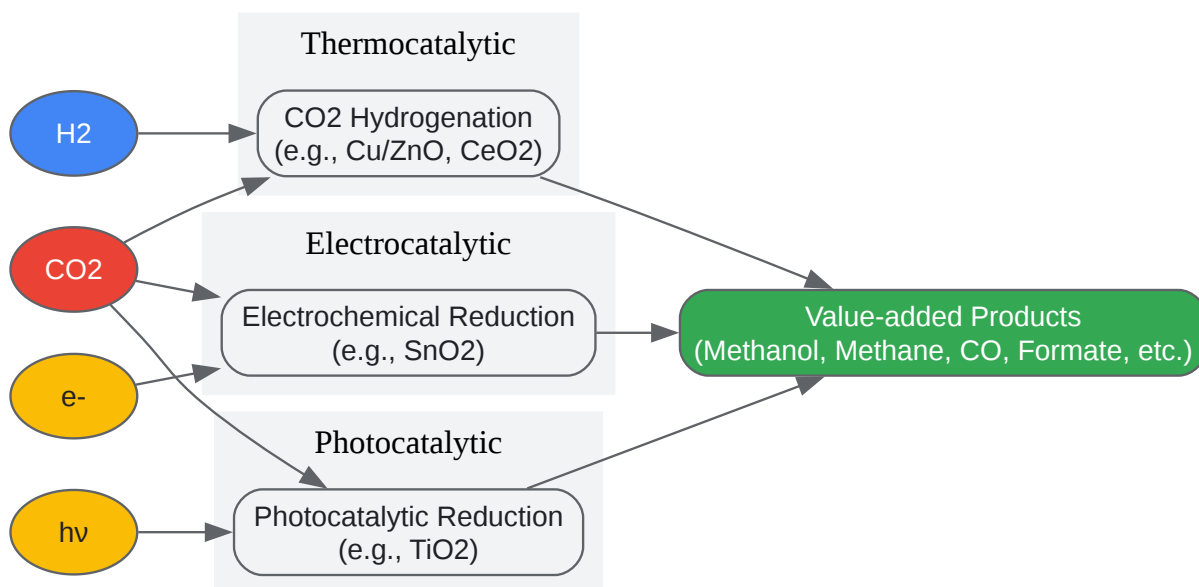 Thermocatalytic
H2
CO2 Hydrogenation
(e.g., Cu/ZnO, CeO2)
CO2
Electrocatalytic
Electrochemical Reduction
(e.g., SnO2)
Value-added Products
(Methanol, Methane, CO, Formate, etc.)
e-
Photocatalytic
hν
Photocatalytic Reduction
(e.g., TiO2)